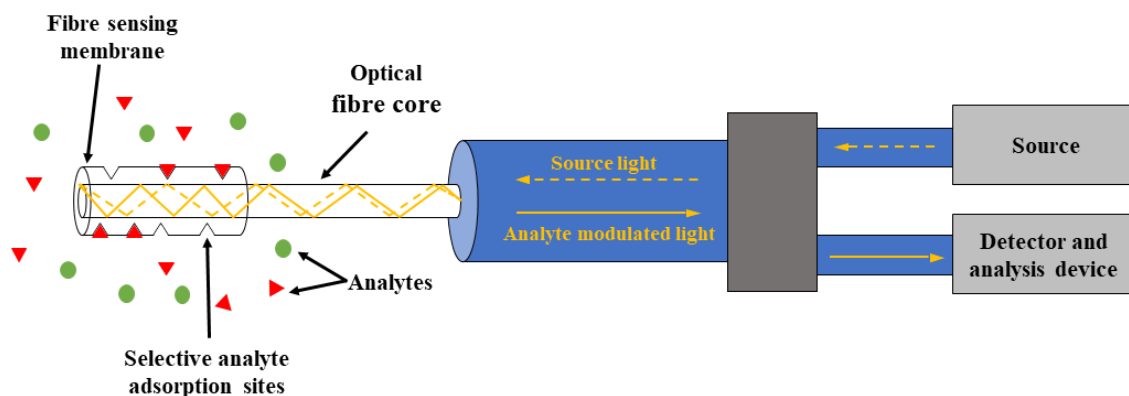 Fibre sensing
membrane
Optical
fibre core
Source light
Analyte modulated light
Source
Detector and
analysis device
Analytes
Selective analyte
adsorption sites